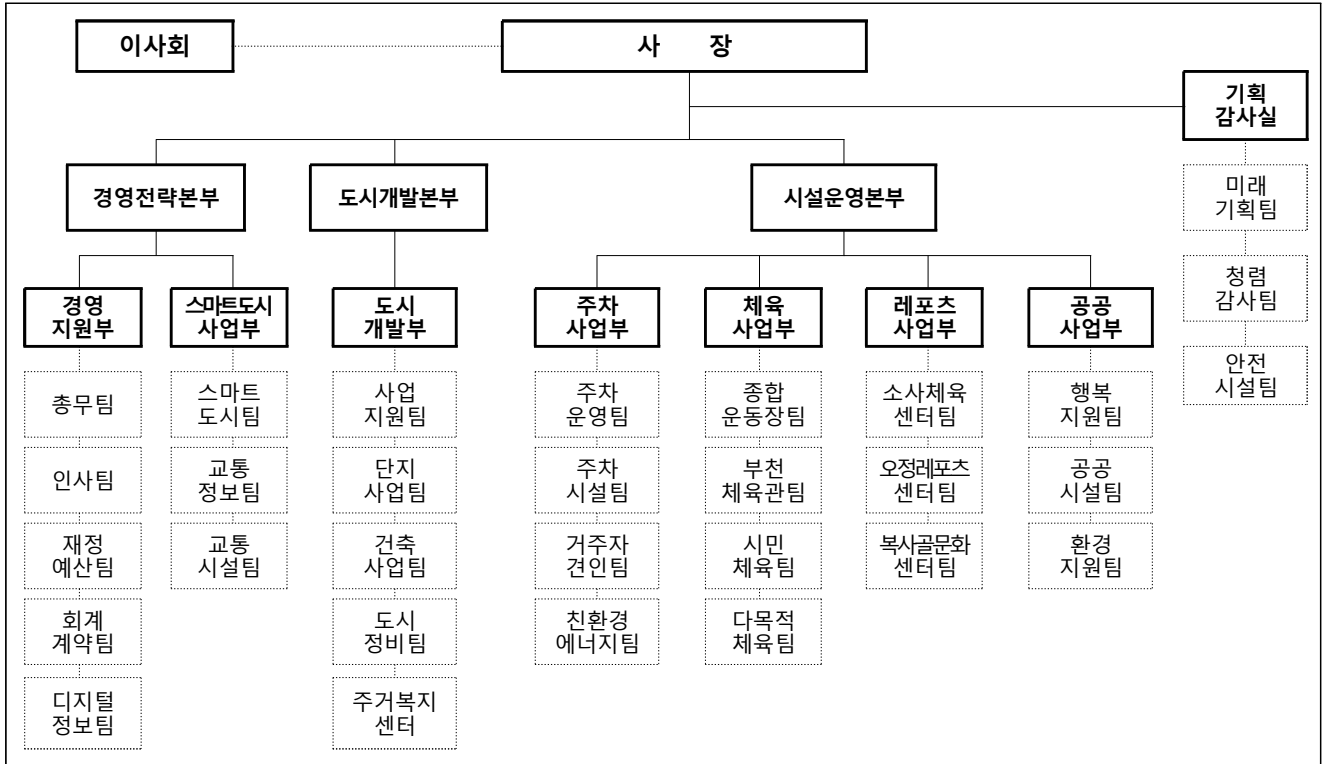 이사회
사 장
기획
감사실
경영전략본부
도시개발본부
시설운영본부
미래
기획팀
청렴
감사팀
안전
시설팀
경영
지원부
스마트도시
사업부
도시
개발부
주차
사업부
체육
사업부
레포츠
사업부
공공
사업부
총무팀
인사팀
재정
예산팀
회계
계약팀
디지털
정보팀
스마트
도시팀
교통
정보팀
교통
시설팀
사업
지원팀
단지
사업팀
건축
사업팀
도시
정비팀
주거복지
센터
주차
운영팀
주차
시설팀
거주자
견인팀
친환경
에너지팀
종합
운동장팀
부천
체육관팀
시민
체육팀
다목적
체육팀
소사체육
센터팀
오정레포츠
센터팀
복사골문화
센터팀
행복
지원팀
공공
시설팀
환경
지원팀